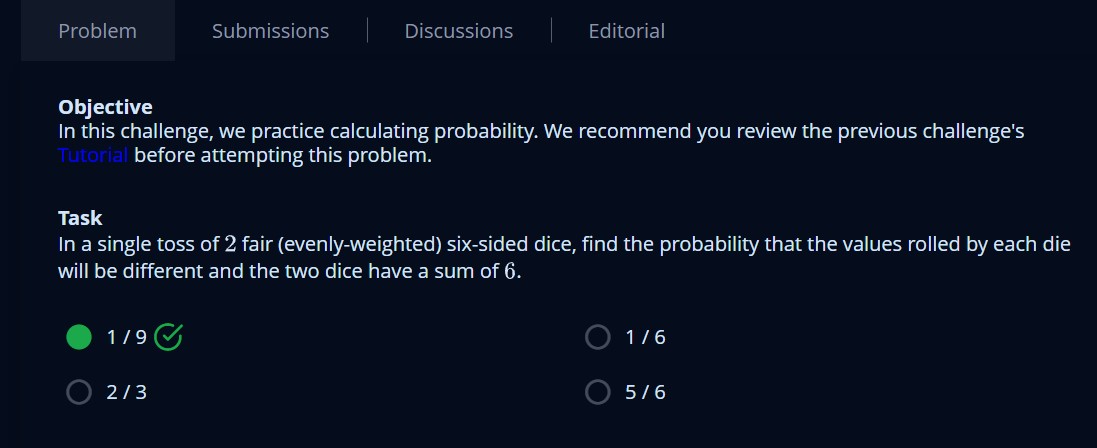 Problem
Submissions
Discussions
Editorial
Objective
In this challenge, we practice calculating probability. We recommend you review the previous challenge's
Tutorial before attempting this problem.
Task
In a single toss of 2 fair (evenly-weighted) six-sided dice, find the probability that the values rolled by each die
will be different and the two dice have a sum of 6.
1 / 9
1 / 6
2 / 3
5 / 6